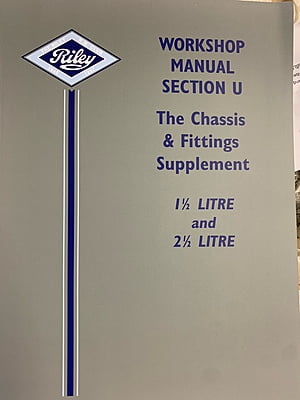 Riley
WORKSHOP
MANUAL
SECTION U
The Chassis
& Fittings
Supplement
1½ LITRE
and
2½ LITRE